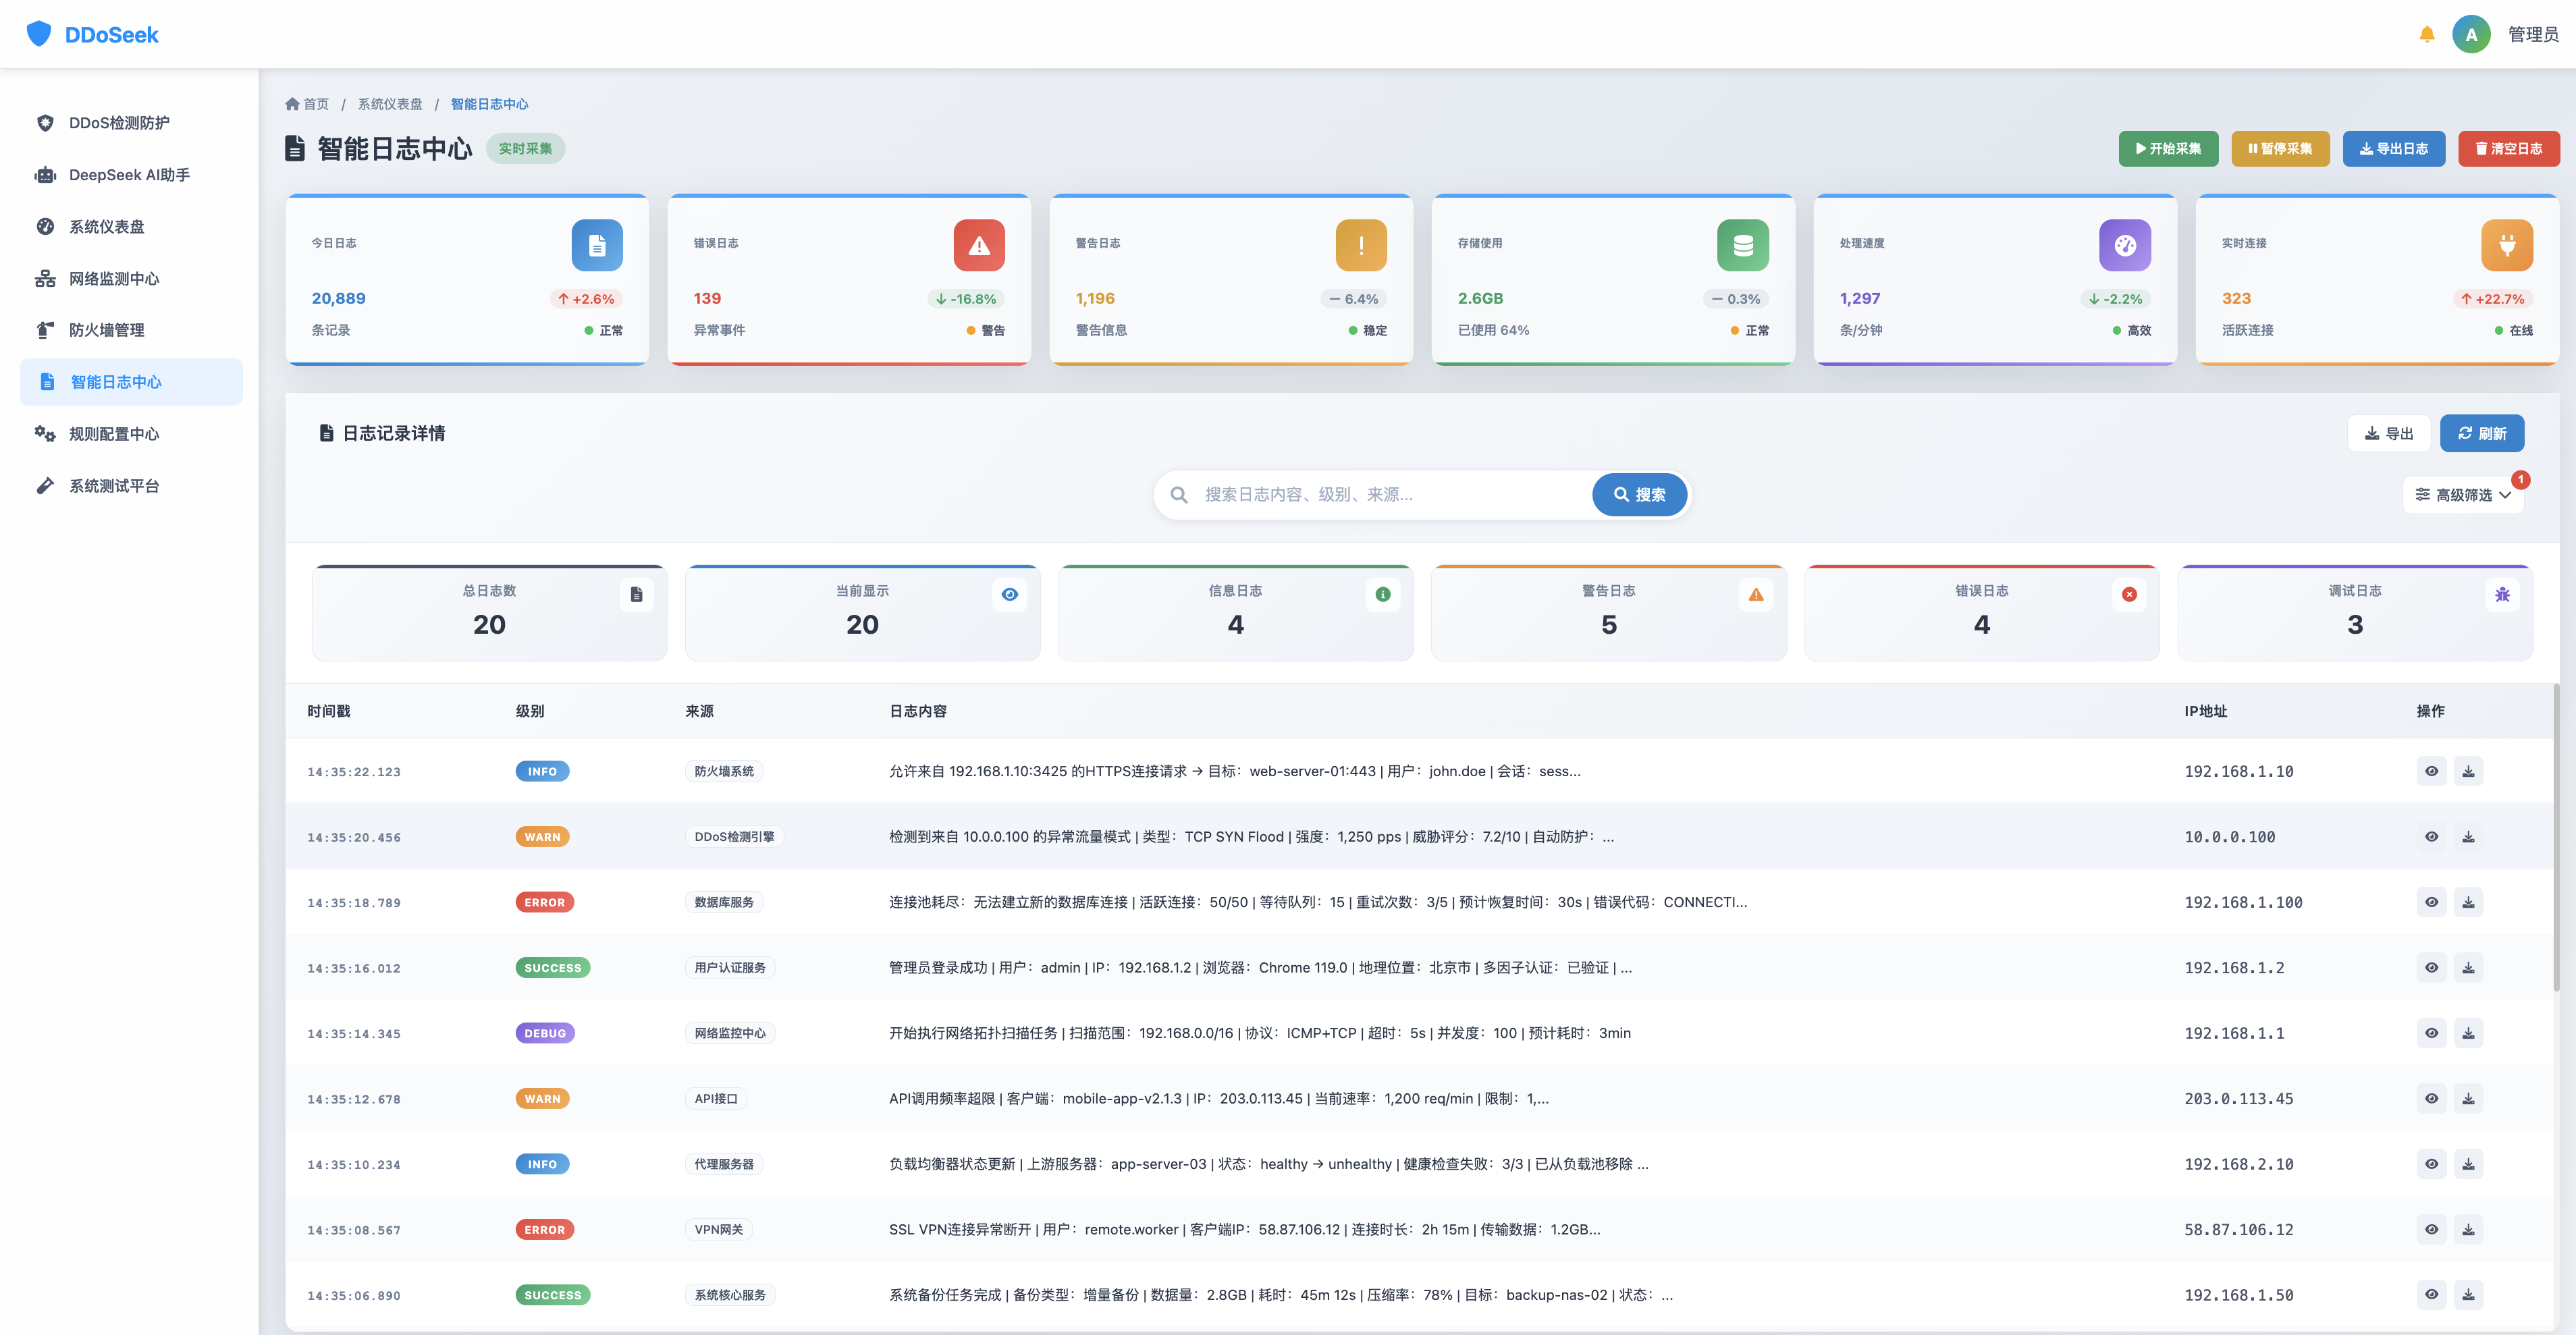 DDoSeek
A 管理员
DDoS检测防护
DeepSeek AI助手
系统仪表盘
网络监测中心
防火墙管理
智能日志中心
规则配置中心
系统测试平台
首页 / 系统仪表盘 / 智能日志中心
智能日志中心 实时采集
开始采集 暂停采集 导出日志 清空日志
今日日志
20,889 +2.6%
条记录 正常
错误日志
139 -16.8%
异常事件 警告
警告日志
1,196 6.4%
警告信息 稳定
存储使用
2.6GB 0.3%
已使用 64% 正常
处理速度
1,297 -2.2%
条/分钟 高效
实时连接
323 +22.7%
活跃连接 在线
日志记录详情
导出 刷新
搜索日志内容、级别、来源... 搜索
高级筛选 1
总日志数
20
当前显示
20
信息日志
4
警告日志
5
错误日志
4
调试日志
3
时间戳 级别 来源 日志内容 IP地址 操作
14:35:22.123 INFO 防火墙系统 允许来自 192.168.1.10:3425 的HTTPS连接请求 → 目标：web-server-01:443 | 用户：john.doe | 会话：sess... 192.168.1.10
14:35:20.456 WARN DDoS检测引擎 检测到来自 10.0.0.100 的异常流量模式 | 类型：TCP SYN Flood | 强度：1,250 pps | 威胁评分：7.2/10 | 自动防护：... 10.0.0.100
14:35:18.789 ERROR 数据库服务 连接池耗尽：无法建立新的数据库连接 | 活跃连接：50/50 | 等待队列：15 | 重试次数：3/5 | 预计恢复时间：30s | 错误代码：CONNECTI... 192.168.1.100
14:35:16.012 SUCCESS 用户认证服务 管理员登录成功 | 用户：admin | IP：192.168.1.2 | 浏览器：Chrome 119.0 | 地理位置：北京市 | 多因子认证：已验证 | ... 192.168.1.2
14:35:14.345 DEBUG 网络监控中心 开始执行网络拓扑扫描任务 | 扫描范围：192.168.0.0/16 | 协议：ICMP+TCP | 超时：5s | 并发度：100 | 预计耗时：3min 192.168.1.1
14:35:12.678 WARN API接口 API调用频率超限 | 客户端：mobile-app-v2.1.3 | IP：203.0.113.45 | 当前速率：1,200 req/min | 限制：1,... 203.0.113.45
14:35:10.234 INFO 代理服务器 负载均衡器状态更新 | 上游服务器：app-server-03 | 状态：healthy → unhealthy | 健康检查失败：3/3 | 已从负载池移除 ... 192.168.2.10
14:35:08.567 ERROR VPN网关 SSL VPN连接异常断开 | 用户：remote.worker | 客户端IP：58.87.106.12 | 连接时长：2h 15m | 传输数据：1.2GB... 58.87.106.12
14:35:06.890 SUCCESS 系统核心服务 系统备份任务完成 | 备份类型：增量备份 | 数据量：2.8GB | 耗时：45m 12s | 压缩率：78% | 目标：backup-nas-02 | 状态：... 192.168.1.50